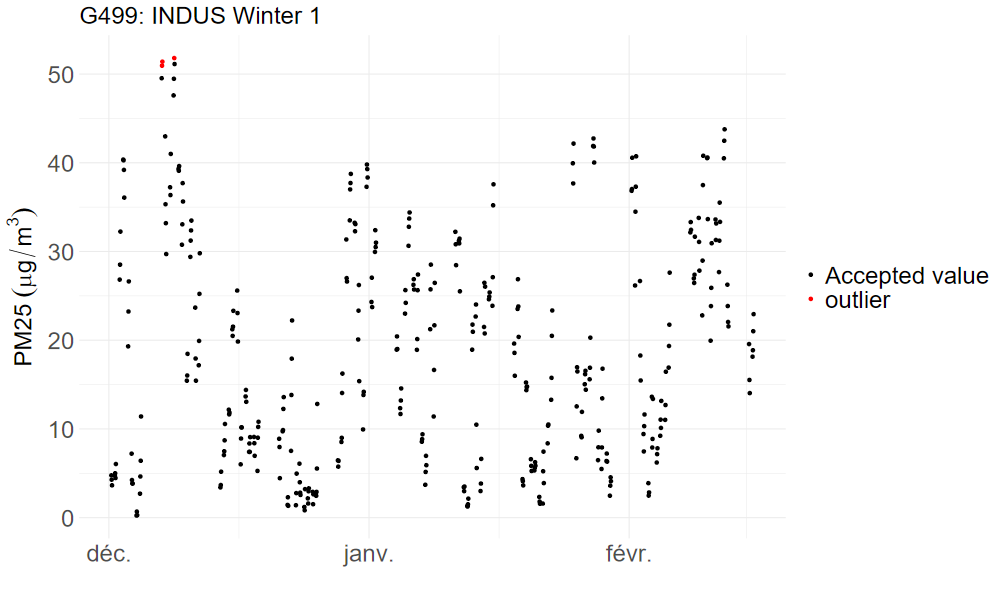 G499: INDUS Winter 1
PM25 (μg/m³)
50
40
30
20
10
0
déc.
janv.
févr.
Accepted value
outlier